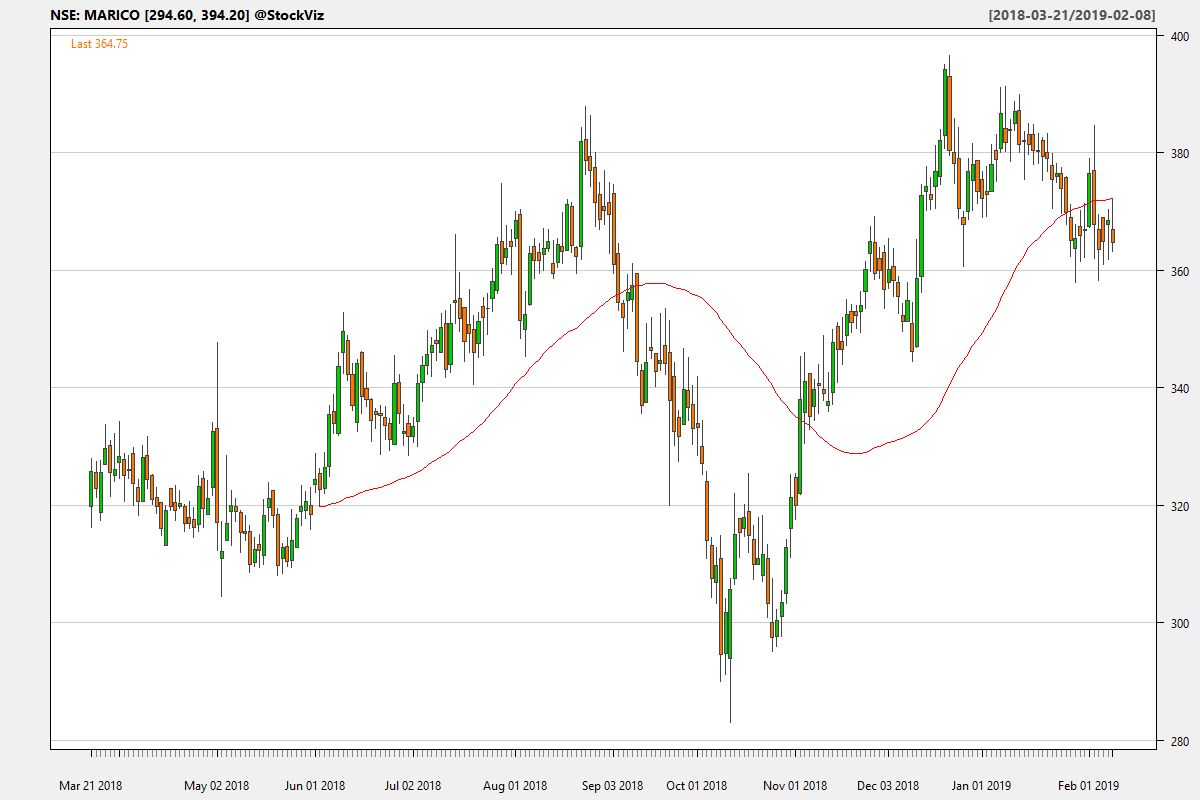 NSE: MARICO [294.60, 394.20] @StockViz
[2018-03-21/2019-02-08]
Last 364.75
400
380
360
340
320
300
280
Mar 21 2018
May 02 2018
Jun 01 2018
Jul 02 2018
Aug 01 2018
Sep 03 2018
Oct 01 2018
Nov 01 2018
Dec 03 2018
Jan 01 2019
Feb 01 2019